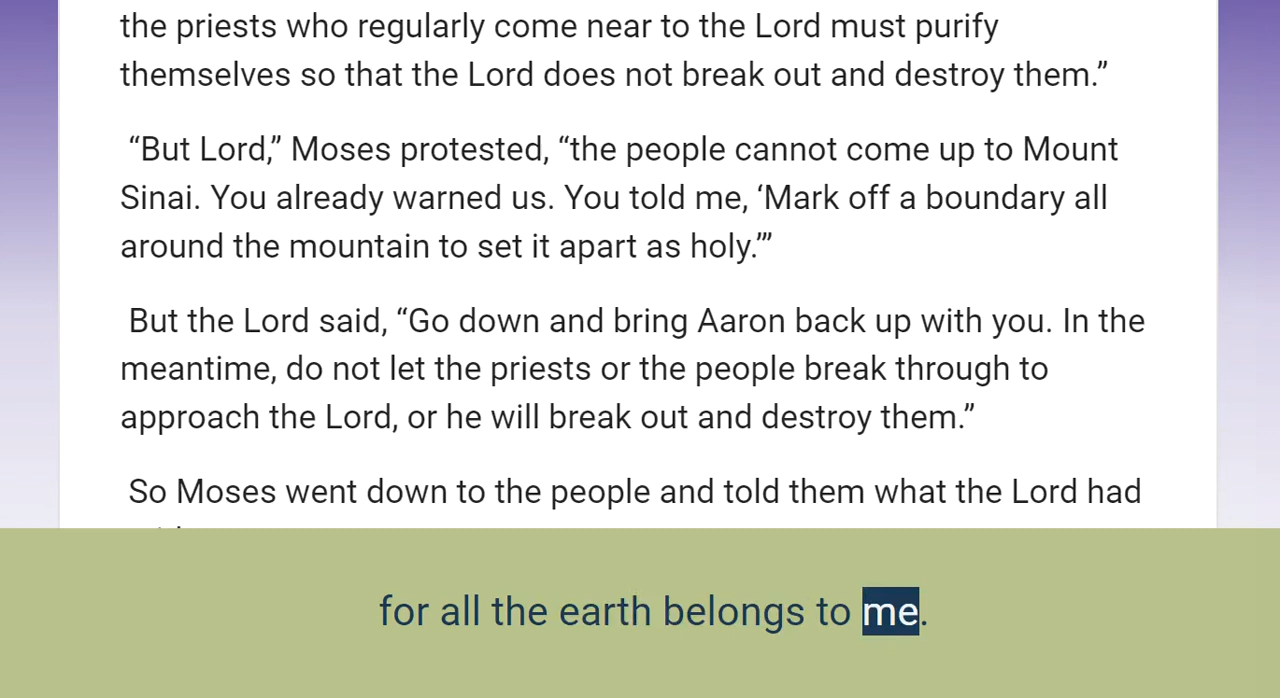 the priests who regularly come near to the Lord must purify
themselves so that the Lord does not break out and destroy them.”
“But Lord,” Moses protested, “the people cannot come up to Mount
Sinai. You already warned us. You told me, ‘Mark off a boundary all
around the mountain to set it apart as holy.’”
But the Lord said, “Go down and bring Aaron back up with you. In the
meantime, do not let the priests or the people break through to
approach the Lord, or he will break out and destroy them.”
So Moses went down to the people and told them what the Lord had
for all the earth belongs to me.